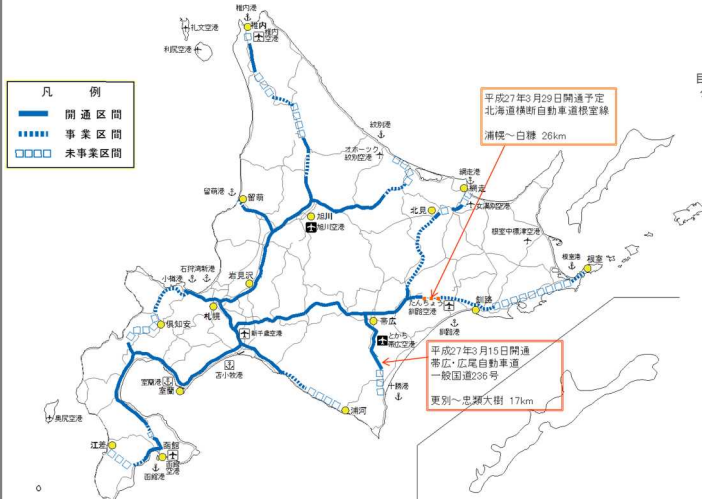 稚内港
礼文空港
稚内
稚内
空港
利尻空港
凡　例
開通区間
事業区間
未事業区間
平成27年3月29日開通予定
北海道横断自動車道根室線
浦幌～白糠 26km
紋別港
オホーツク
紋別空港
網走港
網走
女満別空港
北見
留萌港
留萌
旭川
旭川空港
根室中標津空港
根室港
根室
石狩湾新港
小樽港
岩見沢
札幌
倶知安
たんちょう
釧路空港
釧路
釧路港
新千歳空港
帯広
とかち
帯広空港
平成27年3月15日開通
帯広・広尾自動車道
一般国道236号
更別～忠類大樹 17km
十勝港
室蘭港
室蘭
苫小牧港
浦河
奥尻空港
江差
函館
函館
空港
函館港